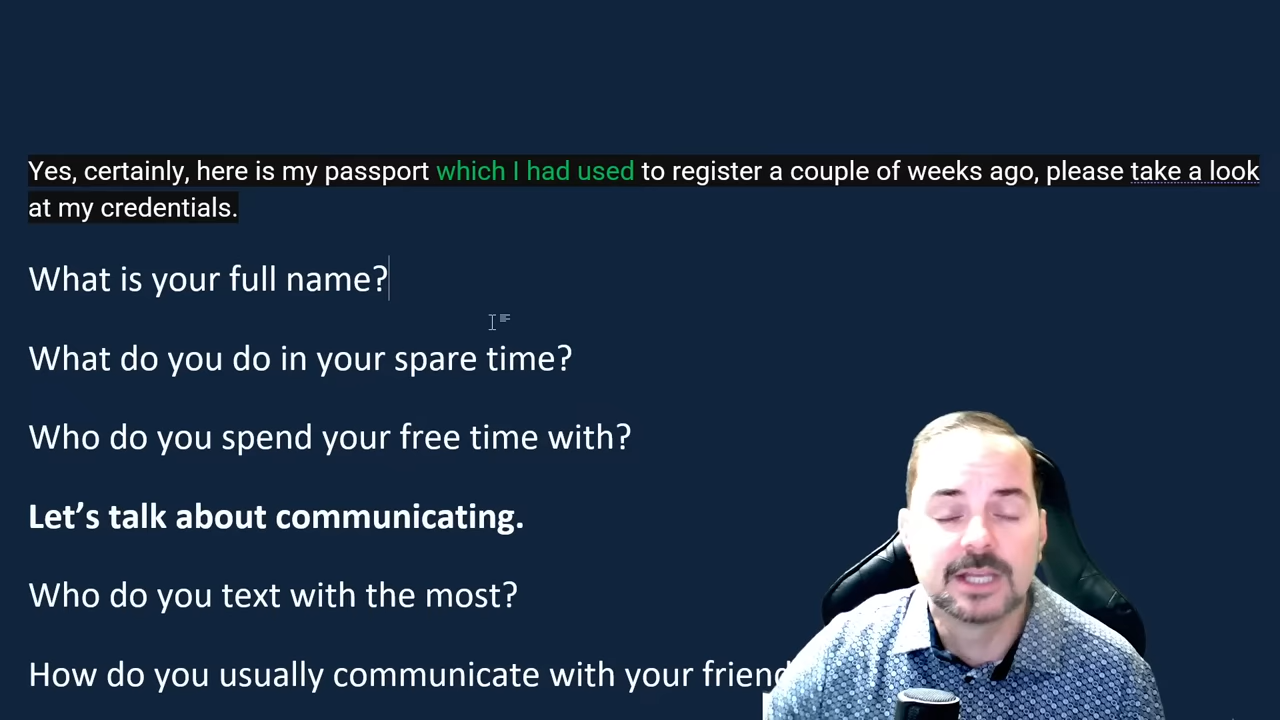 Yes, certainly, here is my passport which I had used to register a couple of weeks ago, please take a look
at my credentials.
What is your full name?
What do you do in your spare time?
Who do you spend your free time with?
Let’s talk about communicating.
Who do you text with the most?
How do you usually communicate with your